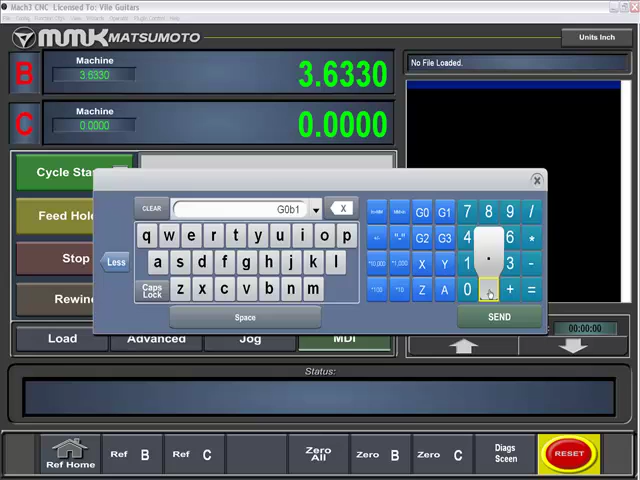 Mach3 CNC Licensed To: Vite Guitars
MMK MATSUMOTO
Units Inch
B
Machine
3.6330
3.6330
No File Loaded.
C
Machine
0.0000
0.0000
Cycle Sta
Feed Hol
Stop
Rewin
CLEAR
G0b1
X
G0 G1 7 8 9 /
q w e r t y u i o p
G2 G3 4 6 *
Less
a s d f g h j k l
X Y 1 . 3 -
Caps Lock
z x c v b n m
Z A 0 + =
Space
SEND
Load
Advanced
Jog
MDI
00:00:00
Status:
Ref Home
Ref B
Ref C
Zero All
Zero B
Zero C
Diags Sceen
RESET